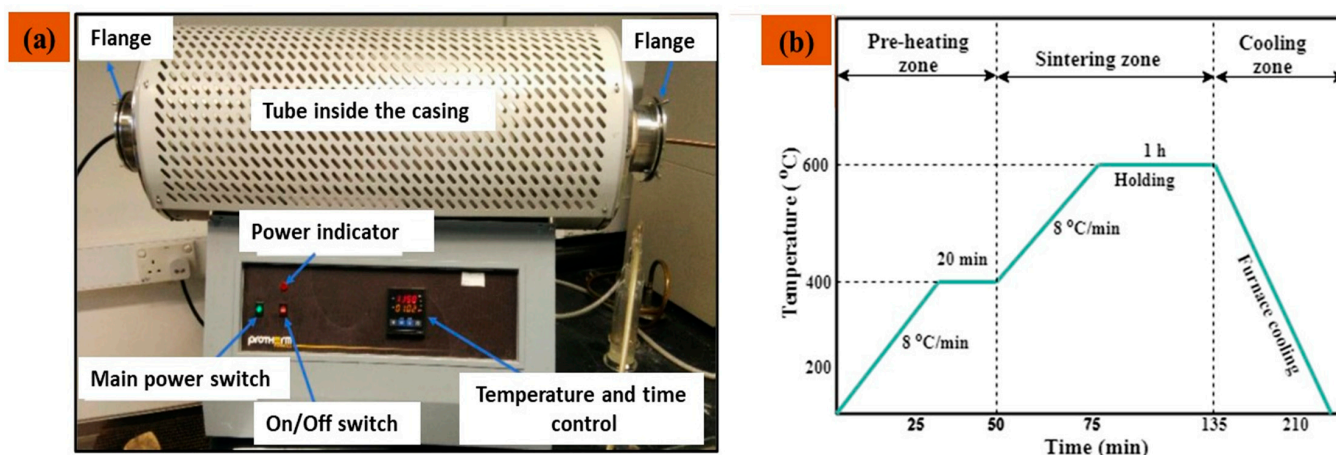 (a)
Flange
Flange
Tube inside the casing
Power indicator
protherm
Main power switch
On/Off switch
Temperature and time
control
(b)
Pre-heating
zone
Sintering zone
Cooling
zone
Temperature ( °C)
600
400
200
1 h
Holding
8 °C/min
20 min
8 °C/min
Furnace cooling
25
50
75
135
210
Time (min)